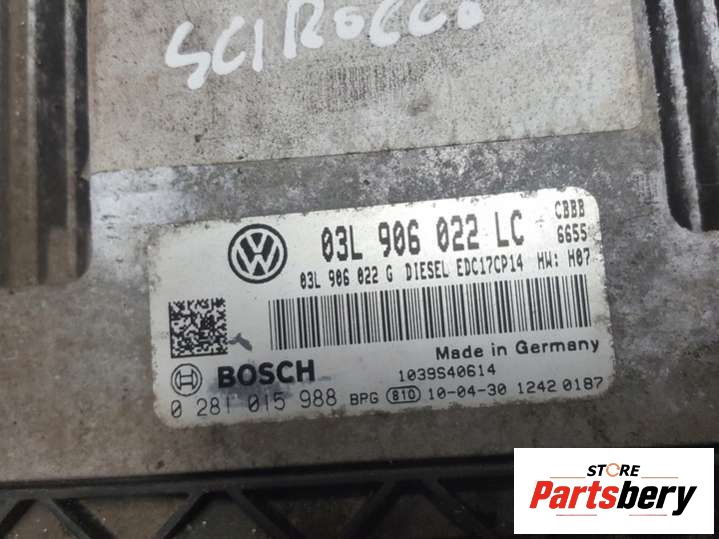 SCIROCCO
VW
03L 906 022 LC
CBBB
6655
03L 906 022 G DIESEL EDC17CP14 HW: H07
Made in Germany
BOSCH
1039S40614
0 281 015 988 BPG 810 10-04-30 1242 0187
STORE
Partsbery